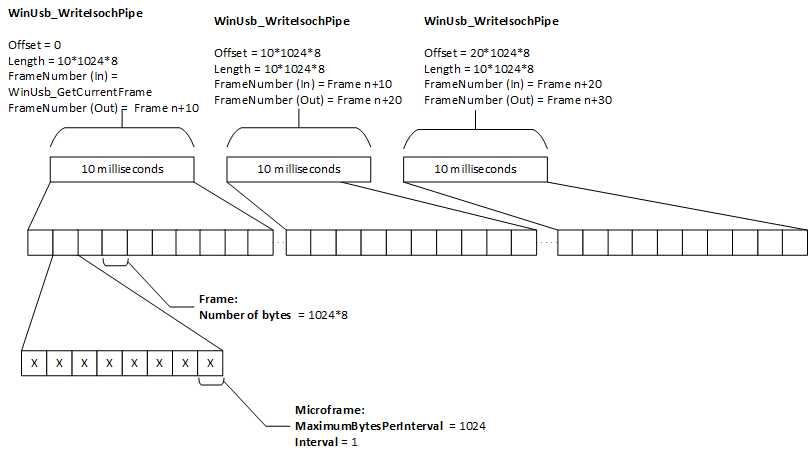 WinUsb_WriteIsochPipe
Offset = 0
Length = 10*1024*8
FrameNumber (In) =
WinUsb_GetCurrentFrame
FrameNumber (Out) = Frame n+10
WinUsb_WriteIsochPipe
Offset = 10*1024*8
Length = 10*1024*8
FrameNumber (In) = Frame n+10
FrameNumber (Out) = Frame n+20
WinUsb_WriteIsochPipe
Offset = 20*1024*8
Length = 10*1024*8
FrameNumber (In) = Frame n+20
FrameNumber (Out) = Frame n+30
10 milliseconds
10 milliseconds
10 milliseconds
Frame:
Number of bytes = 1024*8
X X X X X X X X
Microframe:
MaximumBytesPerInterval = 1024
Interval = 1